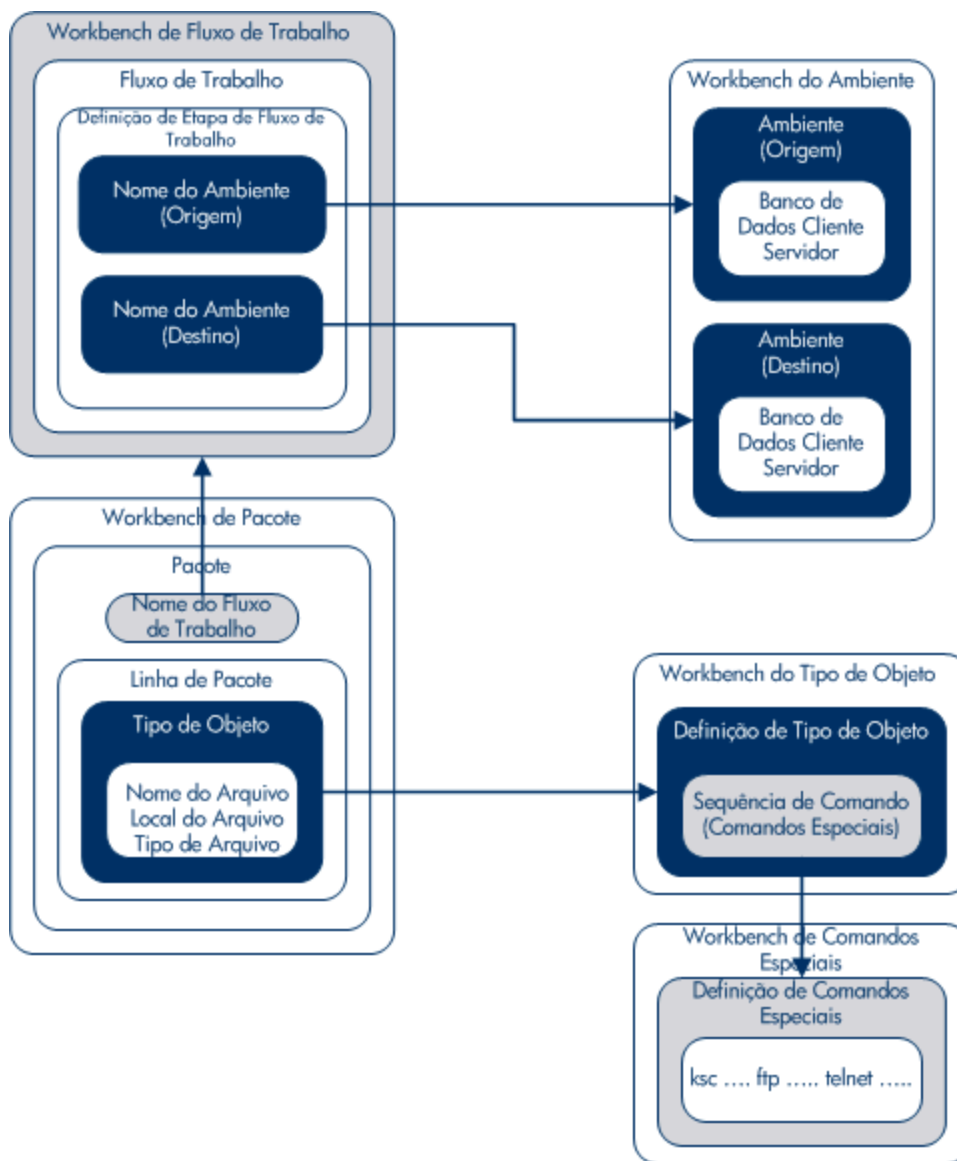 Workbench de Fluxo de Trabalho
Fluxo de Trabalho
Definição de Etapa de Fluxo de
Trabalho
Nome do Ambiente
(Origem)
Nome do Ambiente
(Destino)
Workbench do Ambiente
Ambiente
(Origem)
Banco de
Dados Cliente
Servidor
Ambiente
(Destino)
Banco de
Dados Cliente
Servidor
Workbench de Pacote
Pacote
Nome do Fluxo
de Trabalho
Linha de Pacote
Tipo de Objeto
Nome do Arquivo
Local do Arquivo
Tipo de Arquivo
Workbench do Tipo de Objeto
Definição de Tipo de Objeto
Sequência de Comando
(Comandos Especiais)
Workbench de Comandos
Especiais
Definição de Comandos
Especiais
ksc .... ftp ..... telnet .....